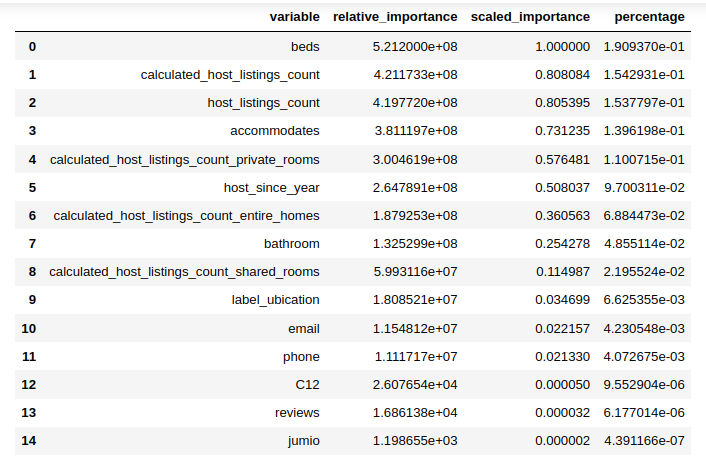 variable relative_importance scaled_importance percentage
0 beds 5.212000e+08 1.000000 1.909370e-01
1 calculated_host_listings_count 4.211733e+08 0.808084 1.542931e-01
2 host_listings_count 4.197720e+08 0.805395 1.537797e-01
3 accommodates 3.811197e+08 0.731235 1.396198e-01
4 calculated_host_listings_count_private_rooms 3.004619e+08 0.576481 1.100715e-01
5 host_since_year 2.647891e+08 0.508037 9.700311e-02
6 calculated_host_listings_count_entire_homes 1.879253e+08 0.360563 6.884473e-02
7 bathroom 1.325299e+08 0.254278 4.855114e-02
8 calculated_host_listings_count_shared_rooms 5.993116e+07 0.114987 2.195524e-02
9 label_ubication 1.808521e+07 0.034699 6.625355e-03
10 email 1.154812e+07 0.022157 4.230548e-03
11 phone 1.111717e+07 0.021330 4.072675e-03
12 C12 2.607654e+04 0.000050 9.552904e-06
13 reviews 1.686138e+04 0.000032 6.177014e-06
14 jumio 1.198655e+03 0.000002 4.391166e-07